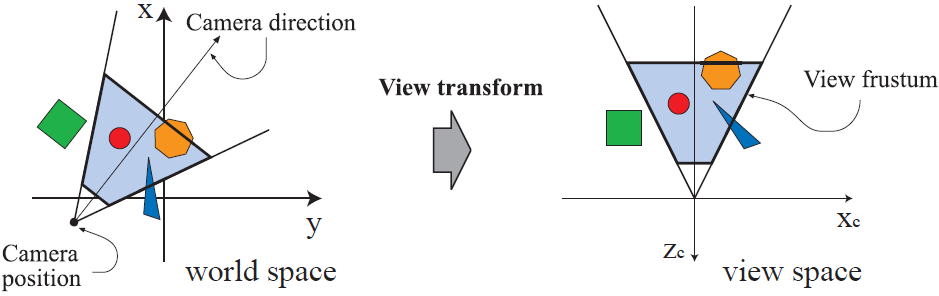 x
Camera direction
y
Camera
position
world space
View transform
View frustum
xc
zc
view space